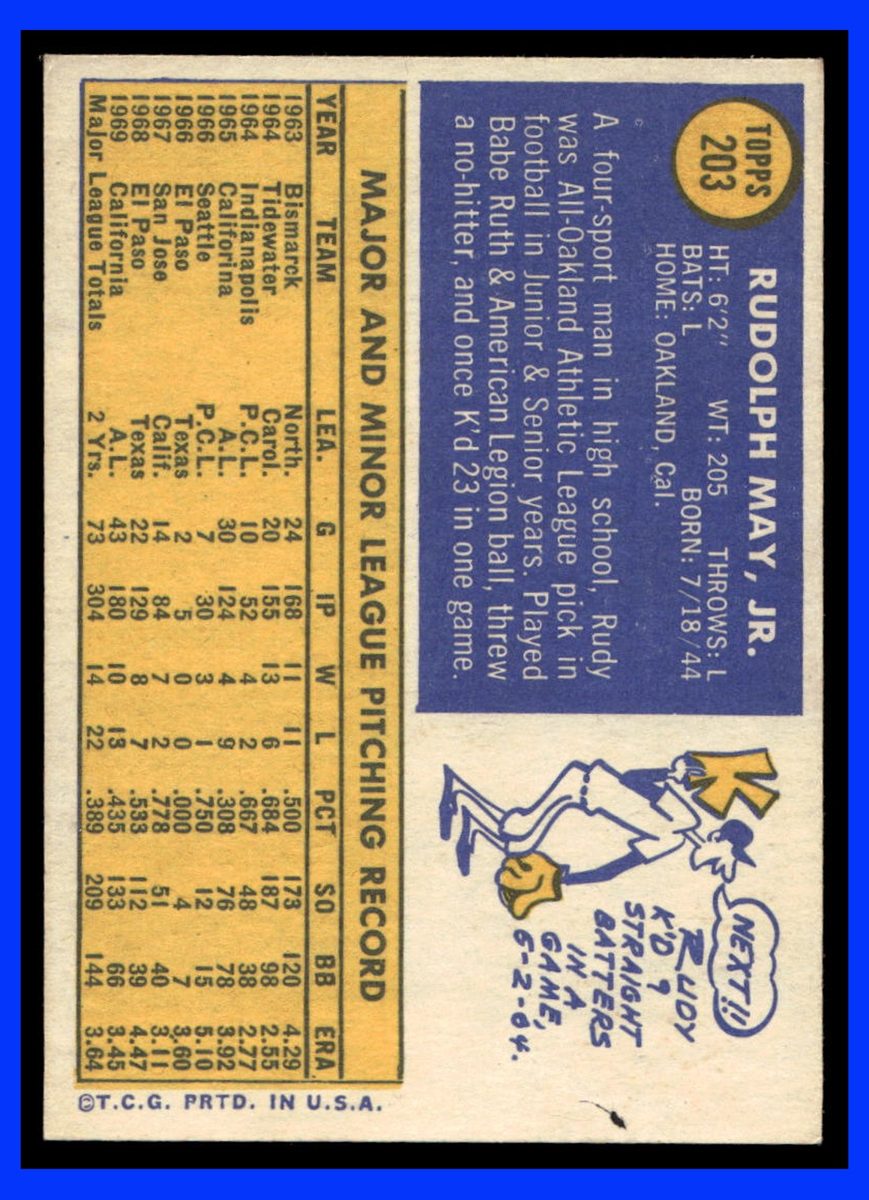 TOPPS
203
RUDOLPH MAY, JR.
HT: 6'2" WT: 205 THROWS: L
BATS: L BORN: 7/18/44
HOME: OAKLAND, Cal.
A four-sport man in high school, Rudy
was All-Oakland Athletic League pick in
football in Junior & Senior years. Played
Babe Ruth & American Legion ball, threw
a no-hitter, and once K'd 23 in one game.
K
NEXT!!
RUDY
K'D 9
STRAIGHT
BATTERS
IN A
GAME,
6-2-64.
MAJOR AND MINOR LEAGUE PITCHING RECORD
YEAR TEAM LEA. G IP W L PCT SO BB ERA
1963 Bismarck North. 24 168 11 11 .500 173 120 4.29
1964 Tidewater Carol. 20 155 13 6 .684 187 98 2.55
1964 Indianapolis P.C.L. 10 52 4 2 .667 48 38 2.77
1965 California A.L. 30 124 4 9 .308 76 78 3.92
1966 Seattle P.C.L. 7 30 3 1 .750 12 15 5.10
1966 El Paso Texas 2 5 0 0 .000 4 7 3.60
1967 San Jose Calif. 14 84 7 2 .778 51 40 3.11
1968 El Paso Texas 22 129 8 7 .533 112 39 4.47
1969 California A.L. 43 180 10 13 .435 133 66 3.45
Major League Totals 2 Yrs. 73 304 14 22 .389 209 144 3.64
©T.C.G. PRTD. IN U.S.A.